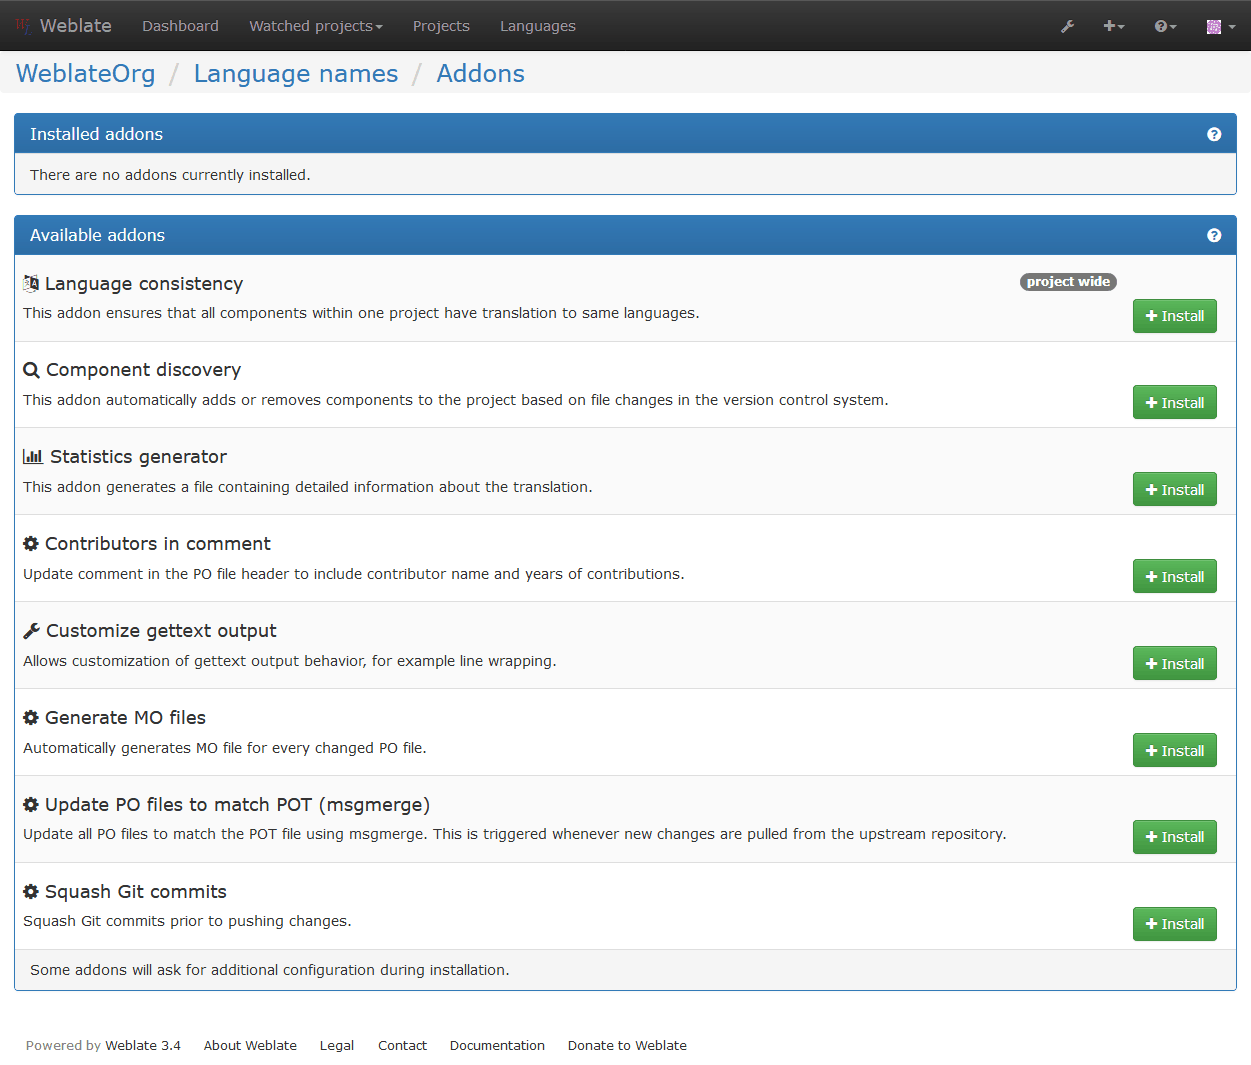 Weblate Dashboard Watched projects Projects Languages
WeblateOrg / Language names / Addons
Installed addons
There are no addons currently installed.
Available addons
Language consistency project wide
This addon ensures that all components within one project have translation to same languages.
Install
Component discovery
This addon automatically adds or removes components to the project based on file changes in the version control system.
Install
Statistics generator
This addon generates a file containing detailed information about the translation.
Install
Contributors in comment
Update comment in the PO file header to include contributor name and years of contributions.
Install
Customize gettext output
Allows customization of gettext output behavior, for example line wrapping.
Install
Generate MO files
Automatically generates MO file for every changed PO file.
Install
Update PO files to match POT (msgmerge)
Update all PO files to match the POT file using msgmerge. This is triggered whenever new changes are pulled from the upstream repository.
Install
Squash Git commits
Squash Git commits prior to pushing changes.
Install
Some addons will ask for additional configuration during installation.
Powered by Weblate 3.4 About Weblate Legal Contact Documentation Donate to Weblate